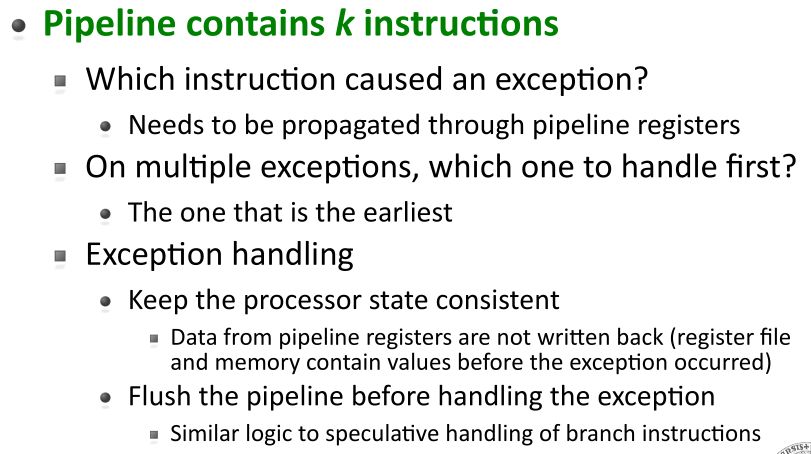 Pipeline contains k instructions
Which instruction caused an exception?
Needs to be propagated through pipeline registers
On multiple exceptions, which one to handle first?
The one that is the earliest
Exception handling
Keep the processor state consistent
Data from pipeline registers are not written back (register file
and memory contain values before the exception occurred)
Flush the pipeline before handling the exception
Similar logic to speculative handling of branch instructions